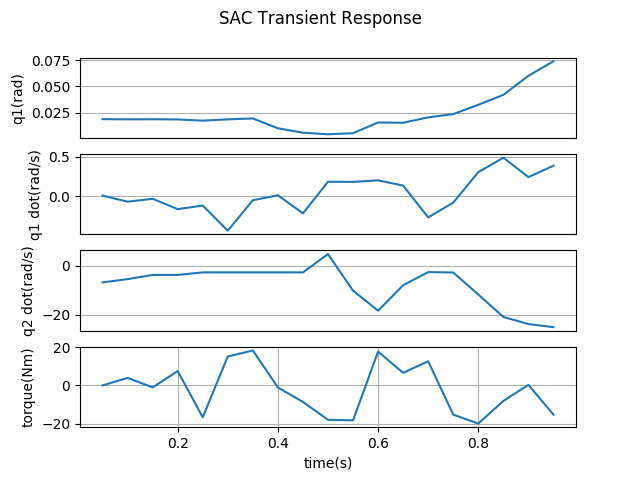 SAC Transient Response
0.075
0.050
0.025
q1(rad)
0.5
0.0
q1 dot(rad/s)
0
−20
q2 dot(rad/s)
20
0
−20
torque(Nm)
0.2 0.4 0.6 0.8
time(s)